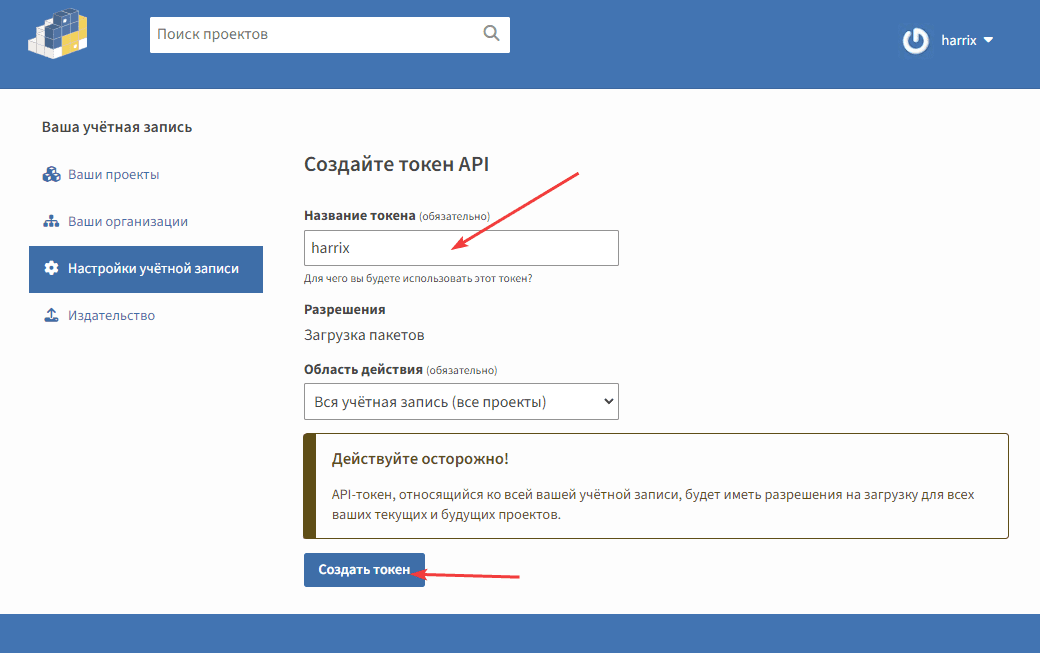 Поиск проектов
harrix
Ваша учётная запись
Ваши проекты
Ваши организации
Настройки учётной записи
Издательство
Создайте токен API
Название токена (обязательно)
harrix
Для чего вы будете использовать этот токен?
Разрешения
Загрузка пакетов
Область действия (обязательно)
Вся учётная запись (все проекты)
Действуйте осторожно!
API-токен, относящийся ко всей вашей учётной записи, будет иметь разрешения на загрузку для всех
ваших текущих и будущих проектов.
Создать токен